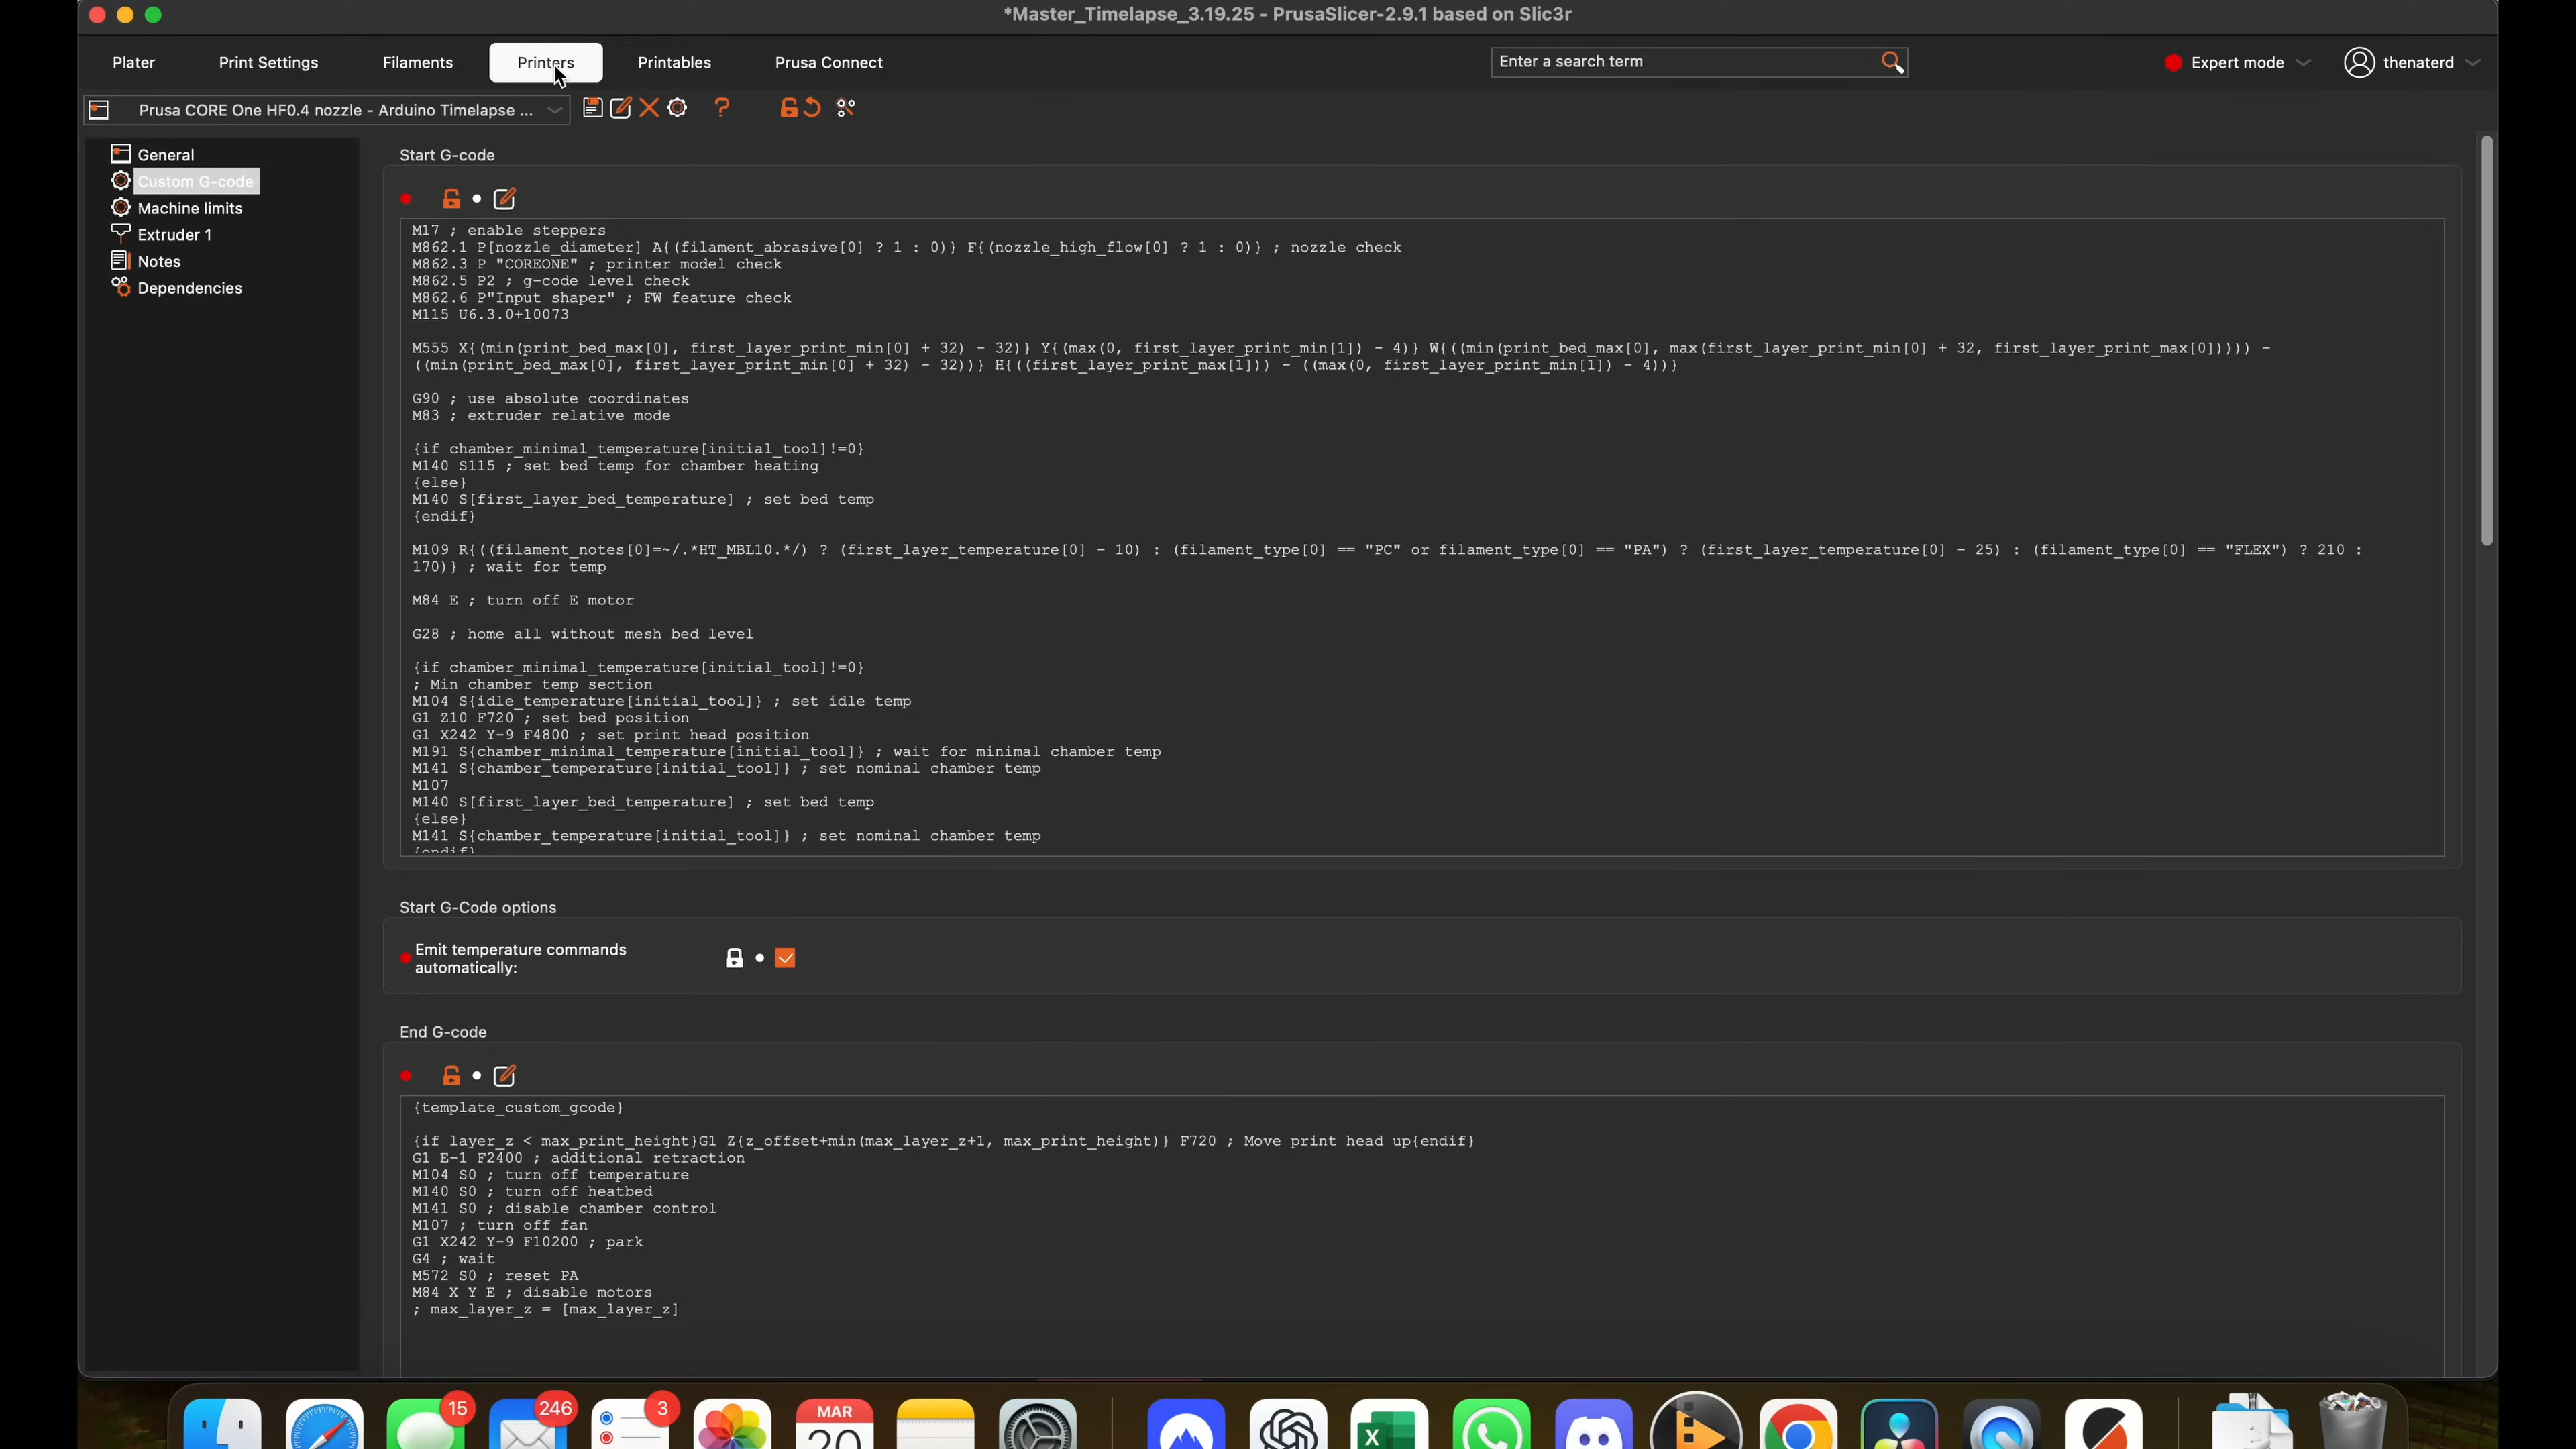 *Master_Timelapse_3.19.25 - PrusaSlicer-2.9.1 based on Slic3r
Plater
Print Settings
Filaments
Printers
Printables
Prusa Connect
Enter a search term
Expert mode
thenaterd
Prusa CORE One HF0.4 nozzle - Arduino Timelapse ...
?
General
Custom G-code
Machine limits
Extruder 1
Notes
Dependencies
Start G-code
M17 ; enable steppers
M862.1 P[nozzle_diameter] A{(filament_abrasive[0] ? 1 : 0)} F{(nozzle_high_flow[0] ? 1 : 0)} ; nozzle check
M862.3 P "COREONE" ; printer model check
M862.5 P2 ; g-code level check
M862.6 P"Input shaper" ; FW feature check
M115 U6.3.0+10073
M555 X{(min(print_bed_max[0], first_layer_print_min[0] + 32) - 32)} Y{(max(0, first_layer_print_min[1]) - 4)} W{((min(print_bed_max[0], max(first_layer_print_min[0] + 32, first_layer_print_max[0])))) -
((min(print_bed_max[0], first_layer_print_min[0] + 32) - 32))} H{((first_layer_print_max[1])) - ((max(0, first_layer_print_min[1]) - 4))}
G90 ; use absolute coordinates
M83 ; extruder relative mode
{if chamber_minimal_temperature[initial_tool]!=0}
M140 S115 ; set bed temp for chamber heating
{else}
M140 S[first_layer_bed_temperature] ; set bed temp
{endif}
M109 R{((filament_notes[0]=~/.*HT_MBL10.*/) ? (first_layer_temperature[0] - 10) : (filament_type[0] == "PC" or filament_type[0] == "PA") ? (first_layer_temperature[0] - 25) : (filament_type[0] == "FLEX") ? 210 :
170)} ; wait for temp
M84 E ; turn off E motor
G28 ; home all without mesh bed level
{if chamber_minimal_temperature[initial_tool]!=0}
; Min chamber temp section
M104 S{idle_temperature[initial_tool]} ; set idle temp
G1 Z10 F720 ; set bed position
G1 X242 Y-9 F4800 ; set print head position
M191 S{chamber_minimal_temperature[initial_tool]} ; wait for minimal chamber temp
M141 S{chamber_temperature[initial_tool]} ; set nominal chamber temp
M107
M140 S[first_layer_bed_temperature] ; set bed temp
{else}
M141 S{chamber_temperature[initial_tool]} ; set nominal chamber temp
{endif}
Start G-Code options
Emit temperature commands
automatically:
End G-code
{template_custom_gcode}
{if layer_z < max_print_height}G1 Z{z_offset+min(max_layer_z+1, max_print_height)} F720 ; Move print head up{endif}
G1 E-1 F2400 ; additional retraction
M104 S0 ; turn off temperature
M140 S0 ; turn off heatbed
M141 S0 ; disable chamber control
M107 ; turn off fan
G1 X242 Y-9 F10200 ; park
G4 ; wait
M572 S0 ; reset PA
M84 X Y E ; disable motors
; max_layer_z = [max_layer_z]
15
246
3
MAR
20
X